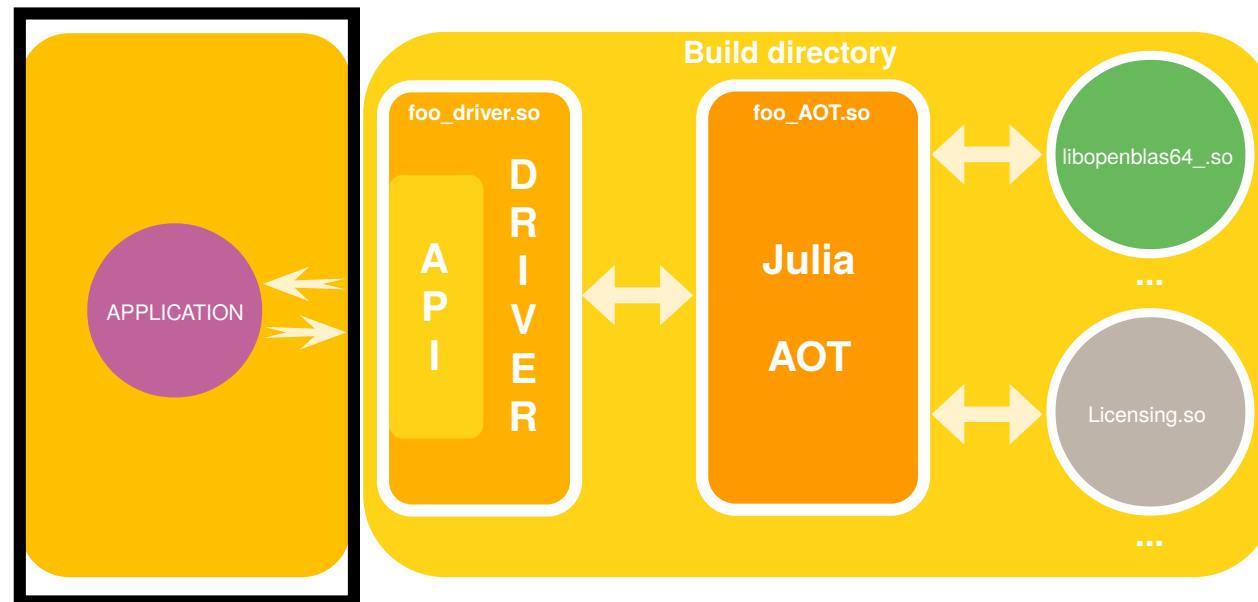 Build directory
foo_driver.so
foo_AOT.so
APPLICATION
A
P
I
D
R
I
V
E
R
Julia
AOT
libopenblas64_.so
...
Licensing.so
...